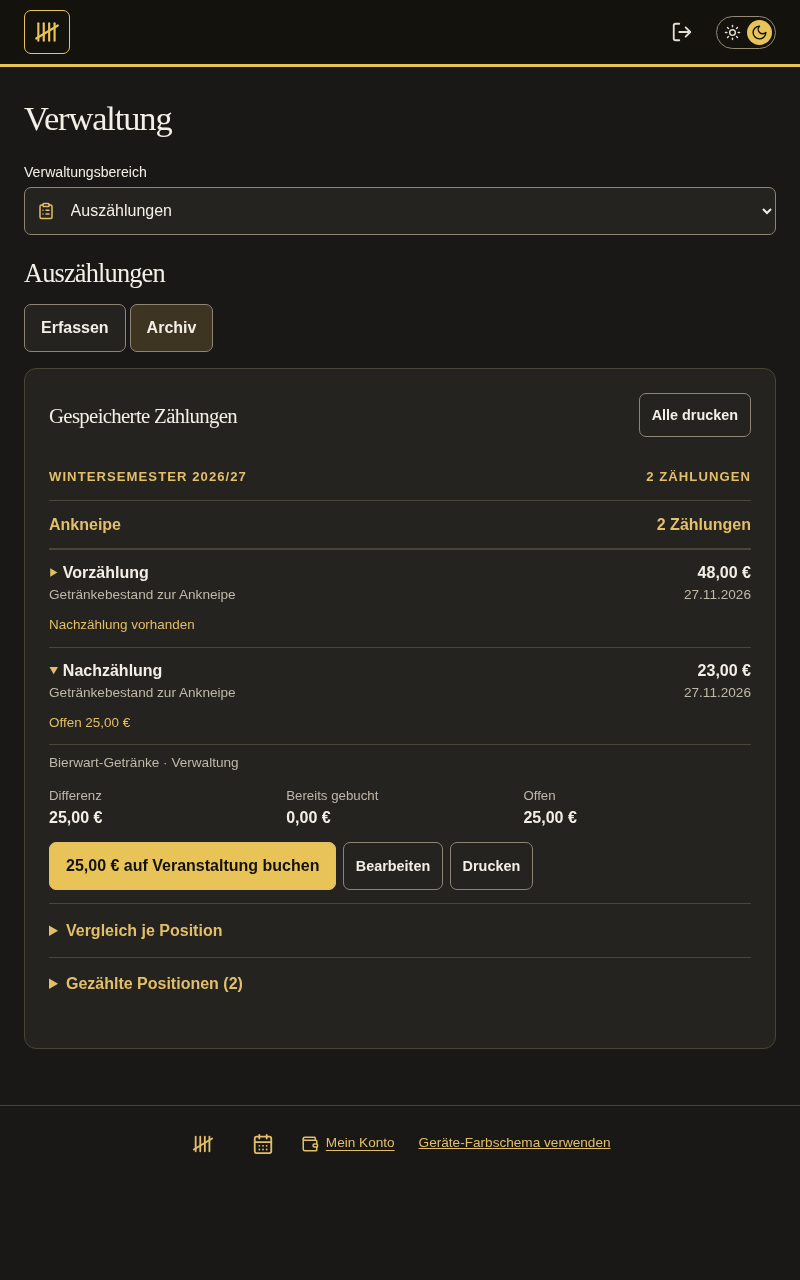 Verwaltung
Verwaltungsbereich
Auszählungen
Auszählungen
Erfassen Archiv
Gespeicherte Zählungen Alle drucken
WINTERSEMESTER 2026/27 2 ZÄHLUNGEN
Ankneipe 2 Zählungen
Vorzählung 48,00 €
Getränkebestand zur Ankneipe 27.11.2026
Nachzählung vorhanden
Nachzählung 23,00 €
Getränkebestand zur Ankneipe 27.11.2026
Offen 25,00 €
Bierwart-Getränke · Verwaltung
Differenz Bereits gebucht Offen
25,00 € 0,00 € 25,00 €
25,00 € auf Veranstaltung buchen Bearbeiten Drucken
Vergleich je Position
Gezählte Positionen (2)
Mein Konto Geräte-Farbschema verwenden